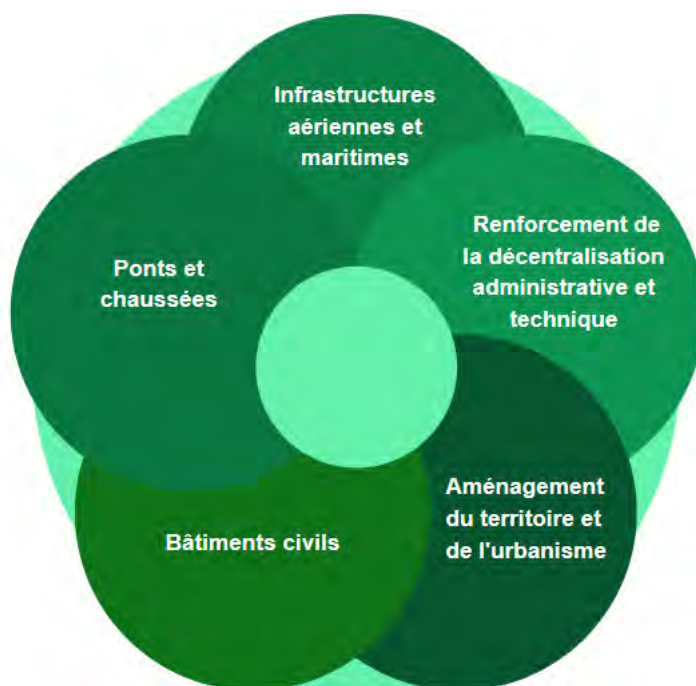 Infrastructures
aériennes et
maritimes
Renforcement de
la décentralisation
administrative et
technique
Ponts et
chaussées
Aménagement
du territoire et
de l'urbanisme
Bâtiments civils